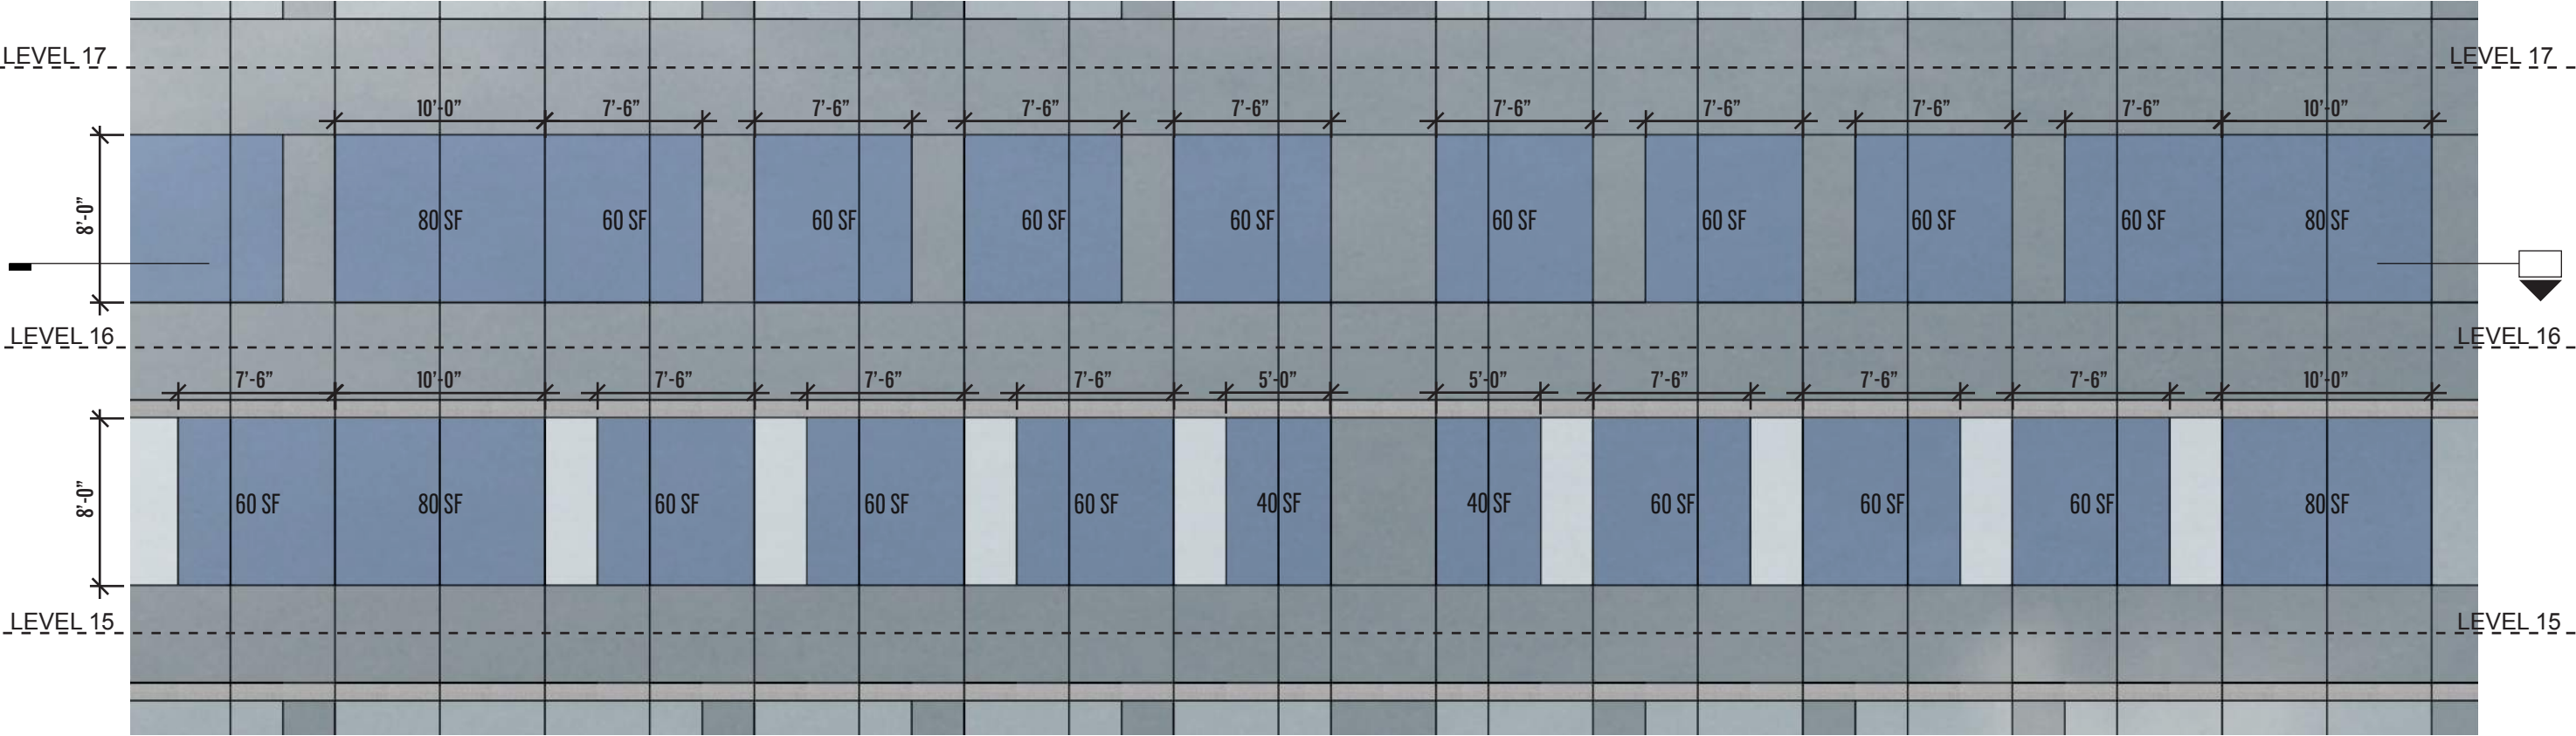 LEVEL 17 LEVEL 17
10’-0” 7’-6” 7’-6” 7’-6” 7’-6” 7’-6” 7’-6” 7’-6” 7’-6” 10’-0”
8’-0” 80 SF 60 SF 60 SF 60 SF 60 SF 60 SF 60 SF 60 SF 60 SF 80 SF
LEVEL 16 LEVEL 16
7’-6” 10’-0” 7’-6” 7’-6” 7’-6” 5’-0” 5’-0” 7’-6” 7’-6” 7’-6” 10’-0”
8’-0” 60 SF 80 SF 60 SF 60 SF 60 SF 40 SF 40 SF 60 SF 60 SF 60 SF 80 SF
LEVEL 15 LEVEL 15